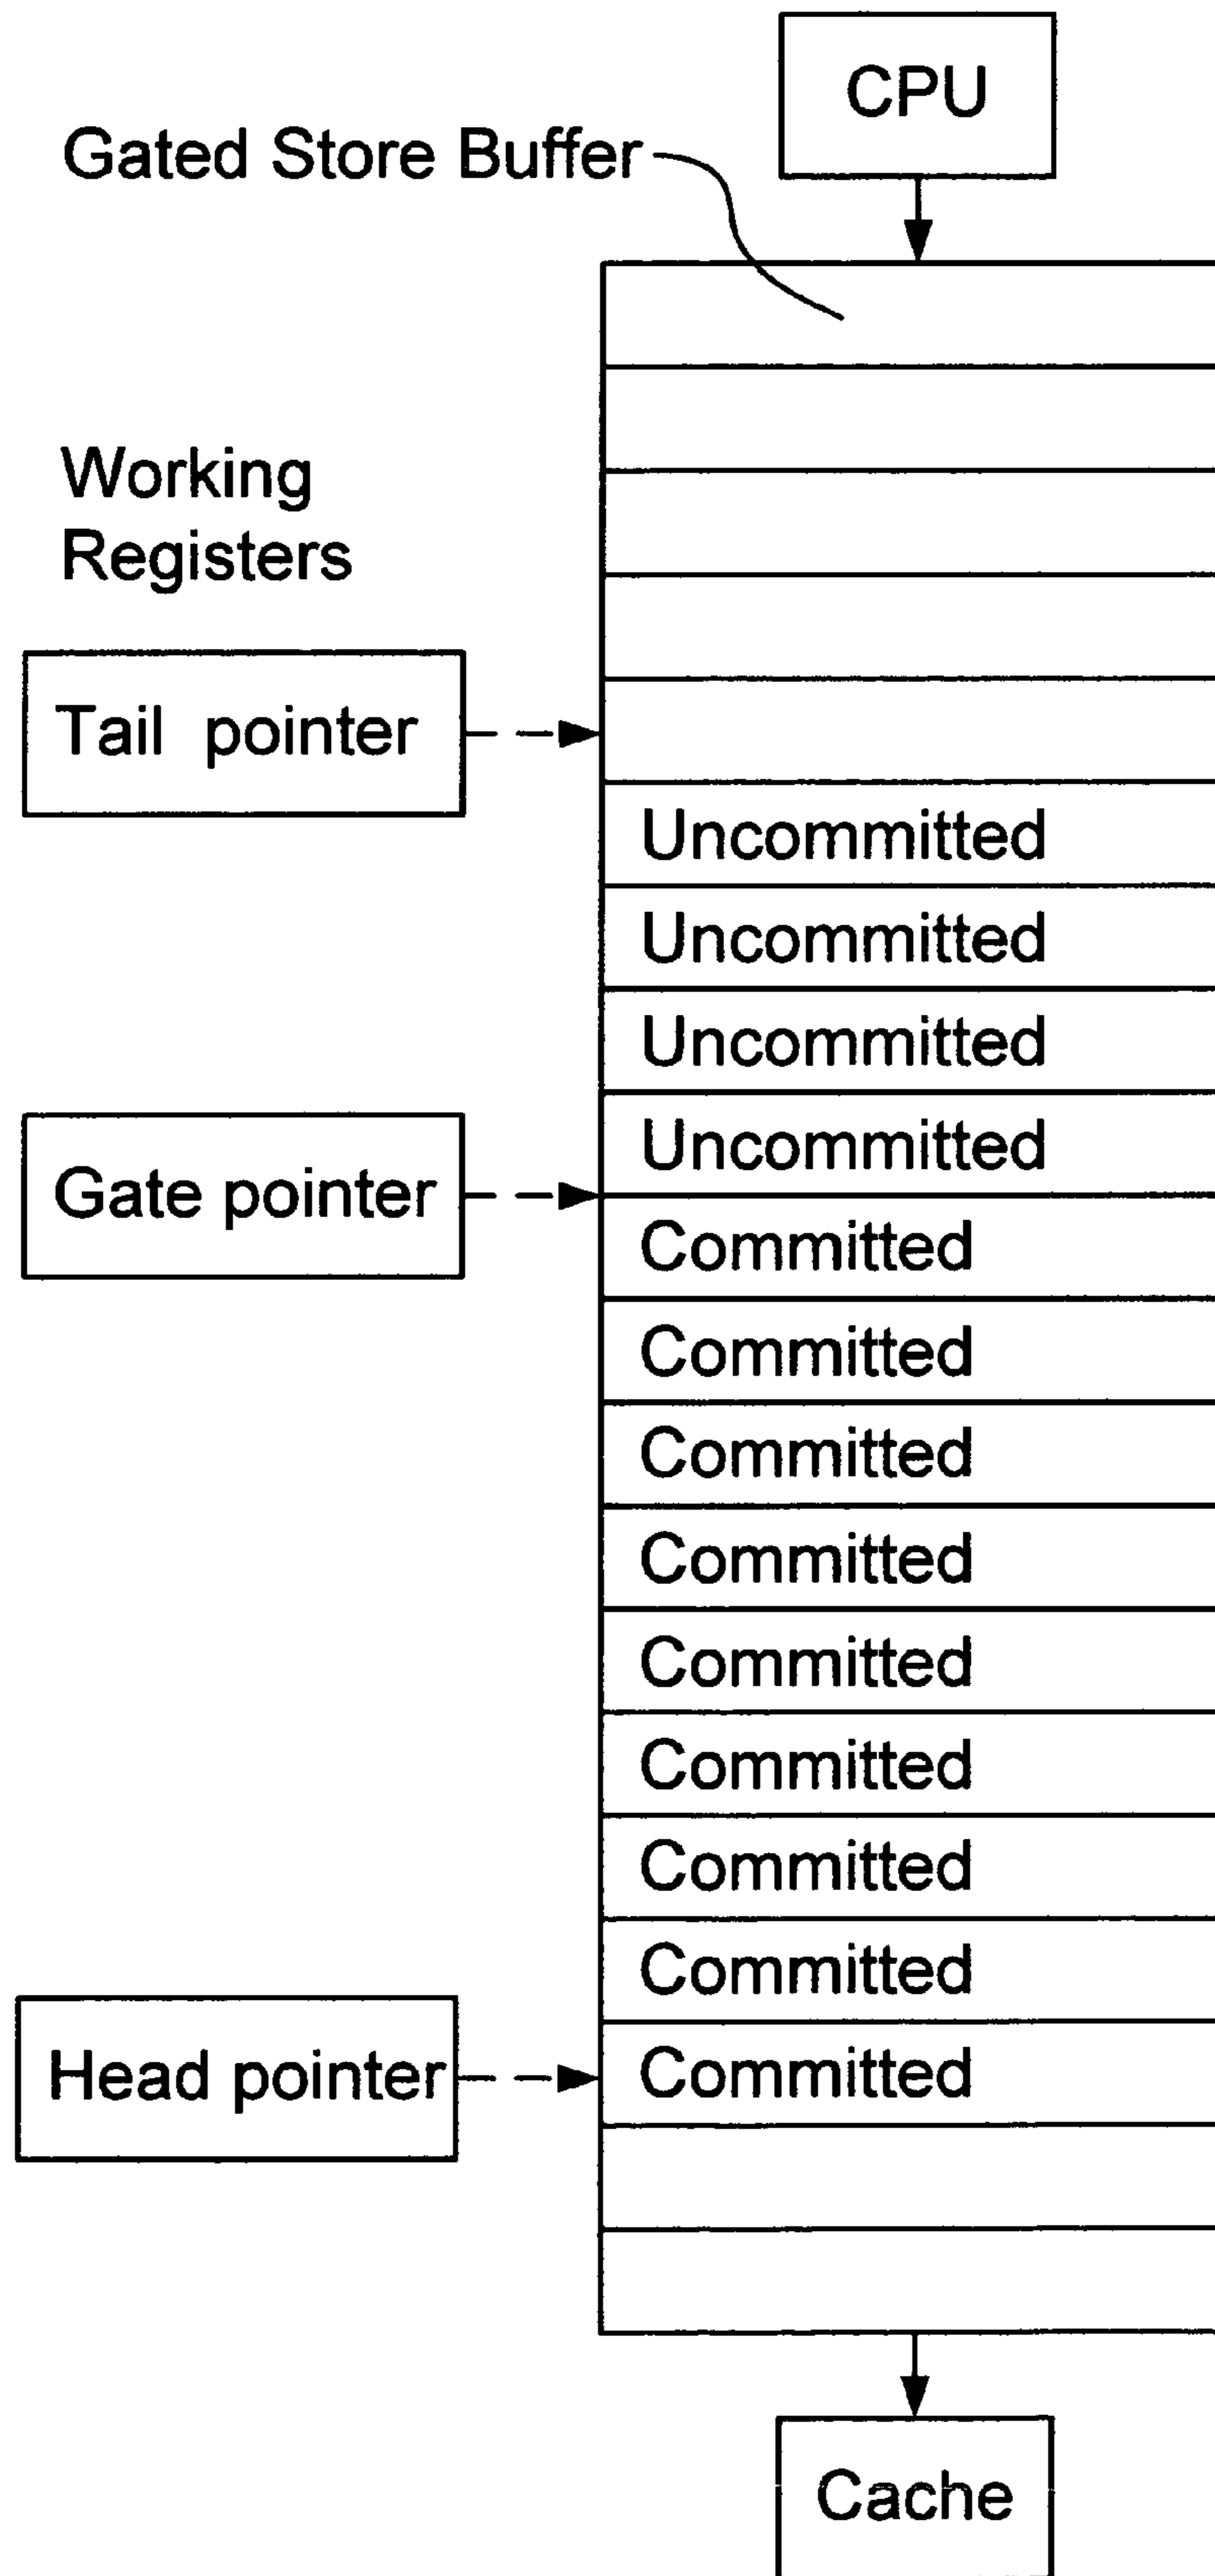 CPU
Gated Store Buffer
Working
Registers
Tail pointer
Uncommitted
Uncommitted
Uncommitted
Uncommitted
Gate pointer
Committed
Committed
Committed
Committed
Committed
Committed
Committed
Committed
Head pointer
Committed
Cache